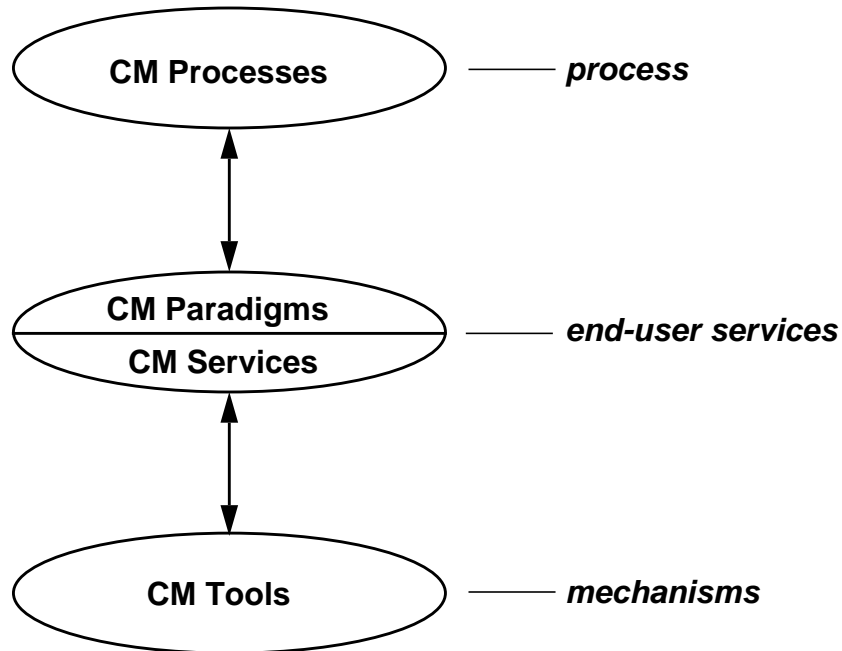 CM Processes
process
CM Paradigms
CM Services
end-user services
CM Tools
mechanisms